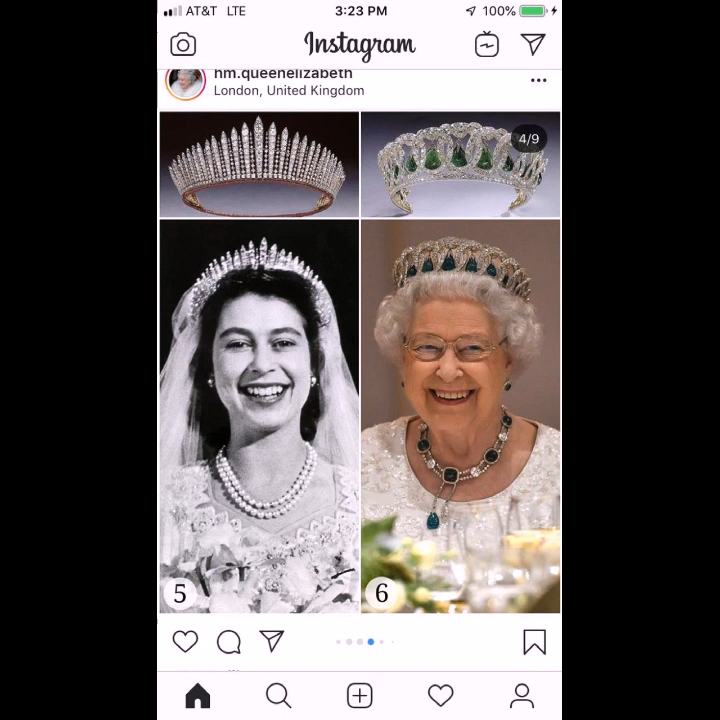 AT&T LTE 3:23 PM 100%
Instagram
hm.queenelizabeth
London, United Kingdom
4/9
5 6